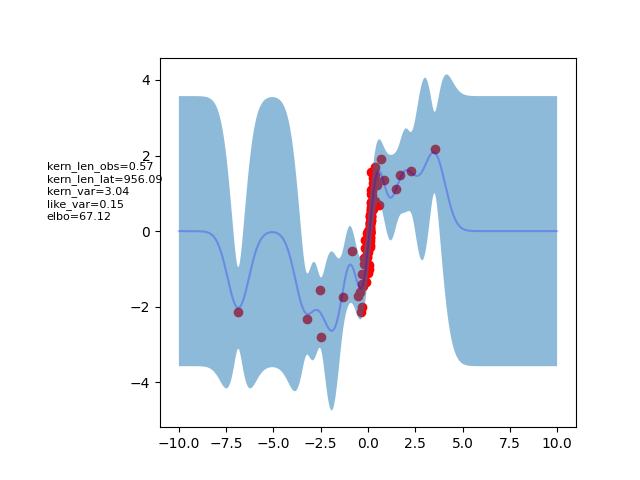 4
2
kern_len_obs=0.57
kern_len_lat=956.09
kern_var=3.04
like_var=0.15
elbo=67.12
0
−2
−4
−10.0 −7.5 −5.0 −2.5 0.0 2.5 5.0 7.5 10.0